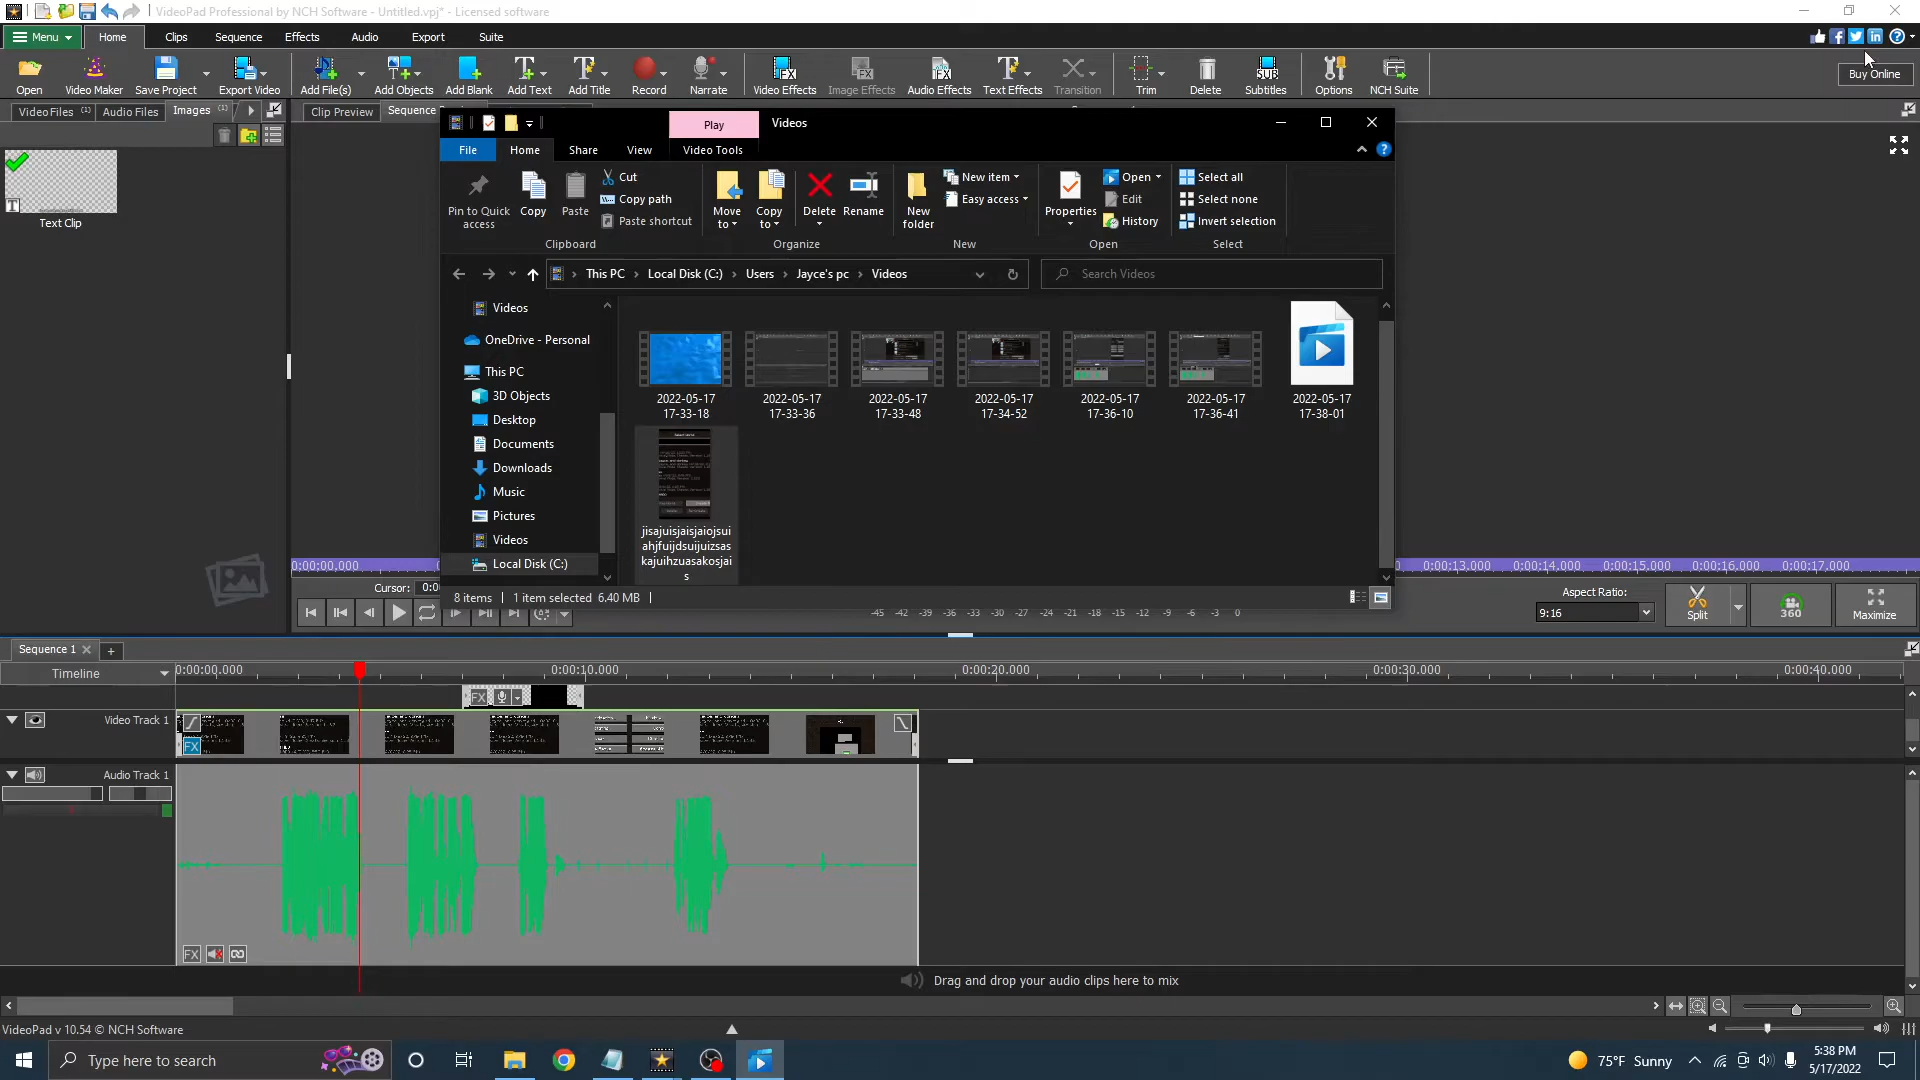 VideoPad Professional by NCH Software - Untitled.vpj* - Licensed software
Menu Home Clips Sequence Effects Audio Export Suite
Open Video Maker Save Project Export Video Add File(s) Add Objects Add Blank Add Text Add Title Record Narrate Video Effects Image Effects Audio Effects Text Effects Transition Trim Delete Subtitles Options NCH Suite Buy Online
Video Files (1) Audio Files Images (1) Clip Preview Sequence
Text Clip
Play Videos
File Home Share View Video Tools
Pin to Quick access Copy Paste Cut Copy path Paste shortcut
Move to Copy to Delete Rename New folder New item Easy access
Properties Open Edit History Select all Select none Invert selection
Clipboard Organize New Open Select
This PC Local Disk (C:) Users Jayce's pc Videos Search Videos
Videos
OneDrive - Personal
This PC
3D Objects
Desktop
Documents
Downloads
Music
Pictures
Videos
Local Disk (C:)
2022-05-17 17-33-18
2022-05-17 17-33-36
2022-05-17 17-33-48
2022-05-17 17-34-52
2022-05-17 17-36-10
2022-05-17 17-36-41
2022-05-17 17-38-01
jisajuisjaisjaiojsui
ahjfuijdsuijuizsas
kajuihzuasakosjai
s
8 items 1 item selected 6.40 MB
0:00:00,000 0:00:13.000 0:00:14.000 0:00:15.000 0:00:16.000 0:00:17.000
Cursor: 0:0
-45 -42 -39 -36 -33 -30 -27 -24 -21 -18 -15 -12 -9 -6 -3 0
Aspect Ratio:
9:16
Split 360 Maximize
Sequence 1
Timeline 0:00:00.000 0:00:10.000 0:00:20.000 0:00:30.000 0:00:40.000
FX
Video Track 1
FX
Audio Track 1
FX
Drag and drop your audio clips here to mix
VideoPad v 10.54 © NCH Software
Type here to search
75°F Sunny
5:38 PM
5/17/2022